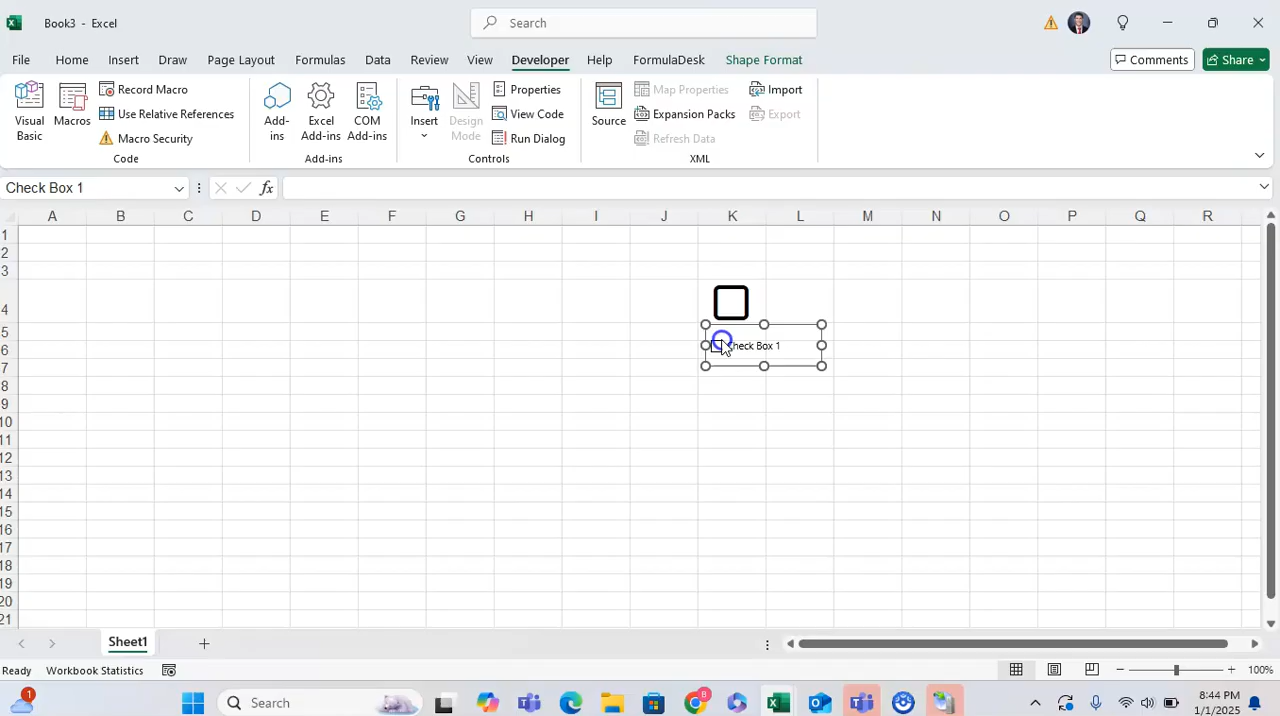 Book3 - Excel
Search
File Home Insert Draw Page Layout Formulas Data Review View Developer Help FormulaDesk Shape Format
Comments Share
Visual Basic
Macros
Record Macro
Use Relative References
Macro Security
Code
Add-ins
Excel Add-ins
COM Add-ins
Add-ins
Insert
Design Mode
Properties
View Code
Run Dialog
Controls
Source
Map Properties
Expansion Packs
Refresh Data
Import
Export
XML
Check Box 1
fx
A B C D E F G H I J K L M N O P Q R
1
2
3
4
5
6
7
8
9
10
11
12
13
14
15
16
17
18
19
20
21
Check Box 1
Sheet1
Ready Workbook Statistics
100%
1
Search
8
8:44 PM
1/1/2025